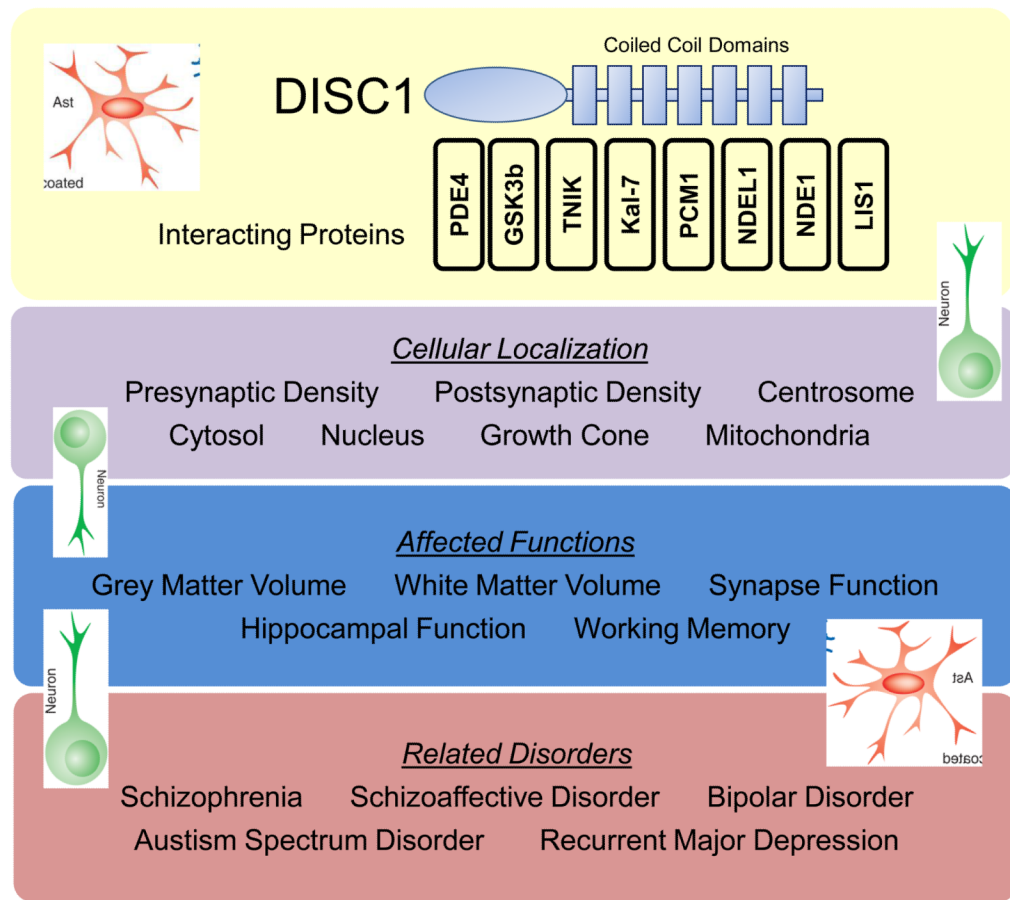 Coiled Coil Domains
DISC1
Ast
coated
PDE4
GSK3b
TNIK
Kal-7
PCM1
NDEL1
NDE1
LIS1
Interacting Proteins
Neuron
Cellular Localization
Presynaptic Density Postsynaptic Density Centrosome
Cytosol Nucleus Growth Cone Mitochondria
Neuron
Affected Functions
Grey Matter Volume White Matter Volume Synapse Function
Hippocampal Function Working Memory
Neuron
Ast
coated
Related Disorders
Schizophrenia Schizoaffective Disorder Bipolar Disorder
Austism Spectrum Disorder Recurrent Major Depression